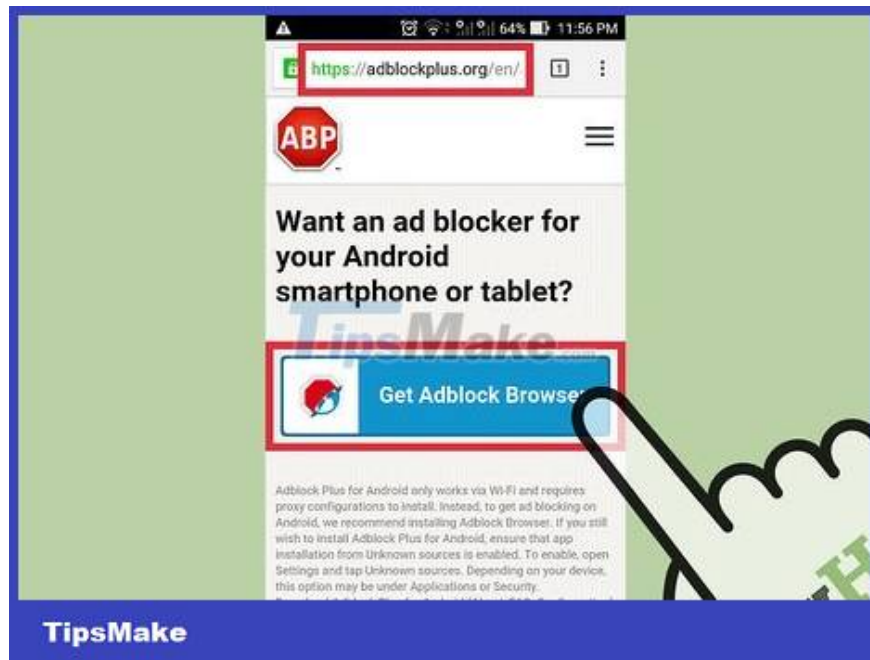 64% 11:56 PM
https://adblockplus.org/en/
1
ABP
Want an ad blocker for
your Android
smartphone or tablet?
TipsMake.com
Get Adblock Browse
Adblock Plus for Android only works via Wi-Fi and requires
proxy configurations to install. Instead, to get ad blocking on
Android, we recommend installing Adblock Browser. If you still
wish to install Adblock Plus for Android, ensure that app
installation from Unknown sources is enabled. To enable, open
Settings and tap Unknown sources. Depending on your device,
this option may be under Applications or Security.
H
TipsMake